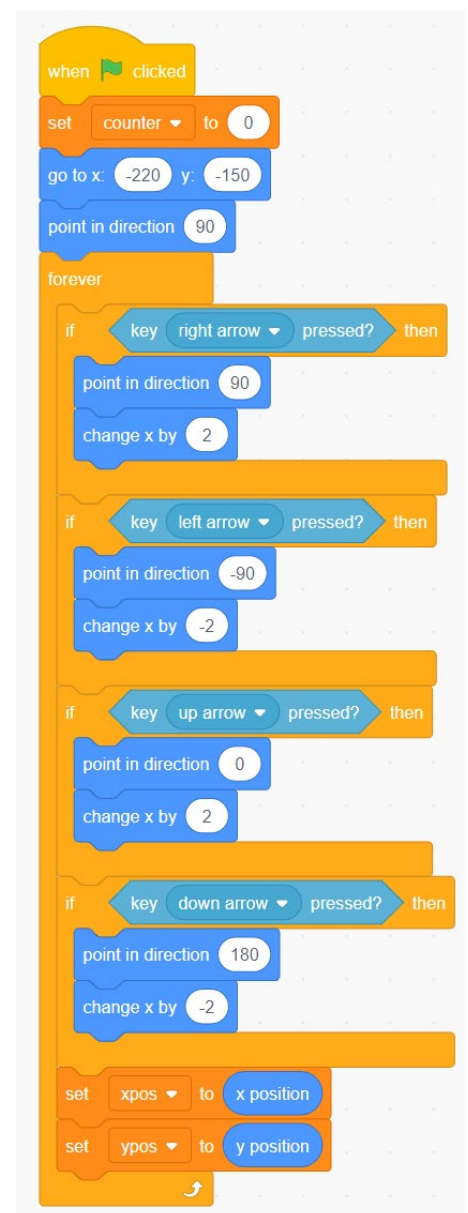 when clicked
set counter to 0
go to x: -220 y: -150
point in direction 90
forever
if key right arrow pressed? then
point in direction 90
change x by 2
if key left arrow pressed? then
point in direction -90
change x by -2
if key up arrow pressed? then
point in direction 0
change x by 2
if key down arrow pressed? then
point in direction 180
change x by -2
set xpos to x position
set ypos to y position